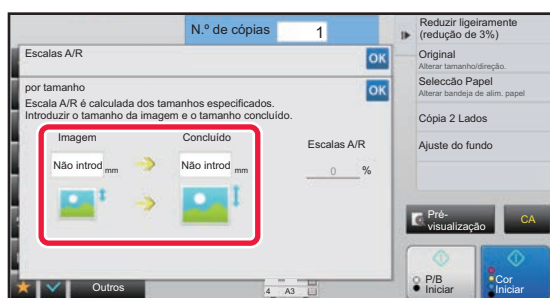 N.º de cópias 1
Escalas A/R OK
por tamanho OK
Escala A/R é calculada dos tamanhos especificados.
Introduzir o tamanho da imagem e o tamanho concluído.
Imagem Concluído Escalas A/R
Não introd mm Não introd mm 0 %
Outros
4 A3
Reduzir ligeiramente
(redução de 3%)
Original
Alterar tamanho/direção.
Selecção Papel
Alterar bandeja de alim. papel
Cópia 2 Lados
Ajuste do fundo
Pré-
visualização
CA
P/B
Iniciar
Cor
Iniciar